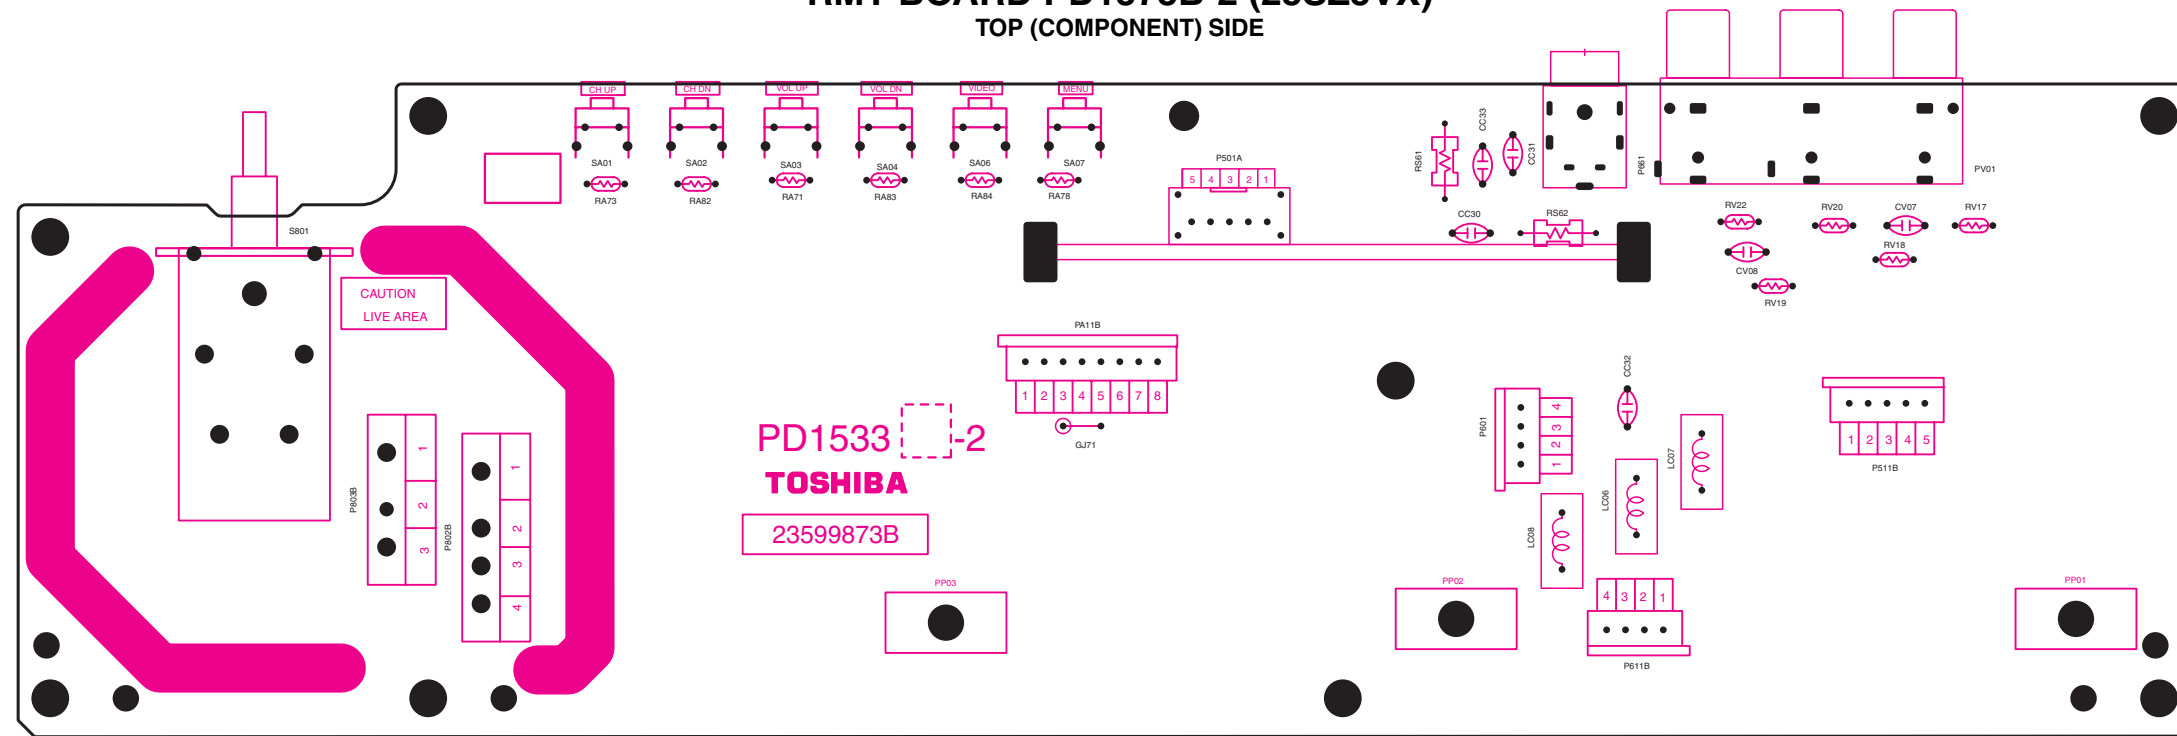 TOP (COMPONENT) SIDE
CH UP
CH DN
VOL UP
VOL DN
VIDEO
MENU
SA01
SA02
SA03
SA04
SA06
SA07
RA73
RA82
RA71
RA83
RA84
RA78
P501A
5 4 3 2 1
RS61
CC33
CC31
P661
PV01
CC30
RS62
RV22
RV20
CV07
RV17
RV18
CV08
RV19
S801
CAUTION
LIVE AREA
PA11B
1 2 3 4 5 6 7 8
GJ71
PD1533 -2
TOSHIBA
23599873B
P803B
1
2
3
P802B
1
2
3
4
P601
4
3
2
1
CC32
LC07
LC06
LC08
1 2 3 4 5
P511B
PP03
PP02
PP01
4 3 2 1
P611B